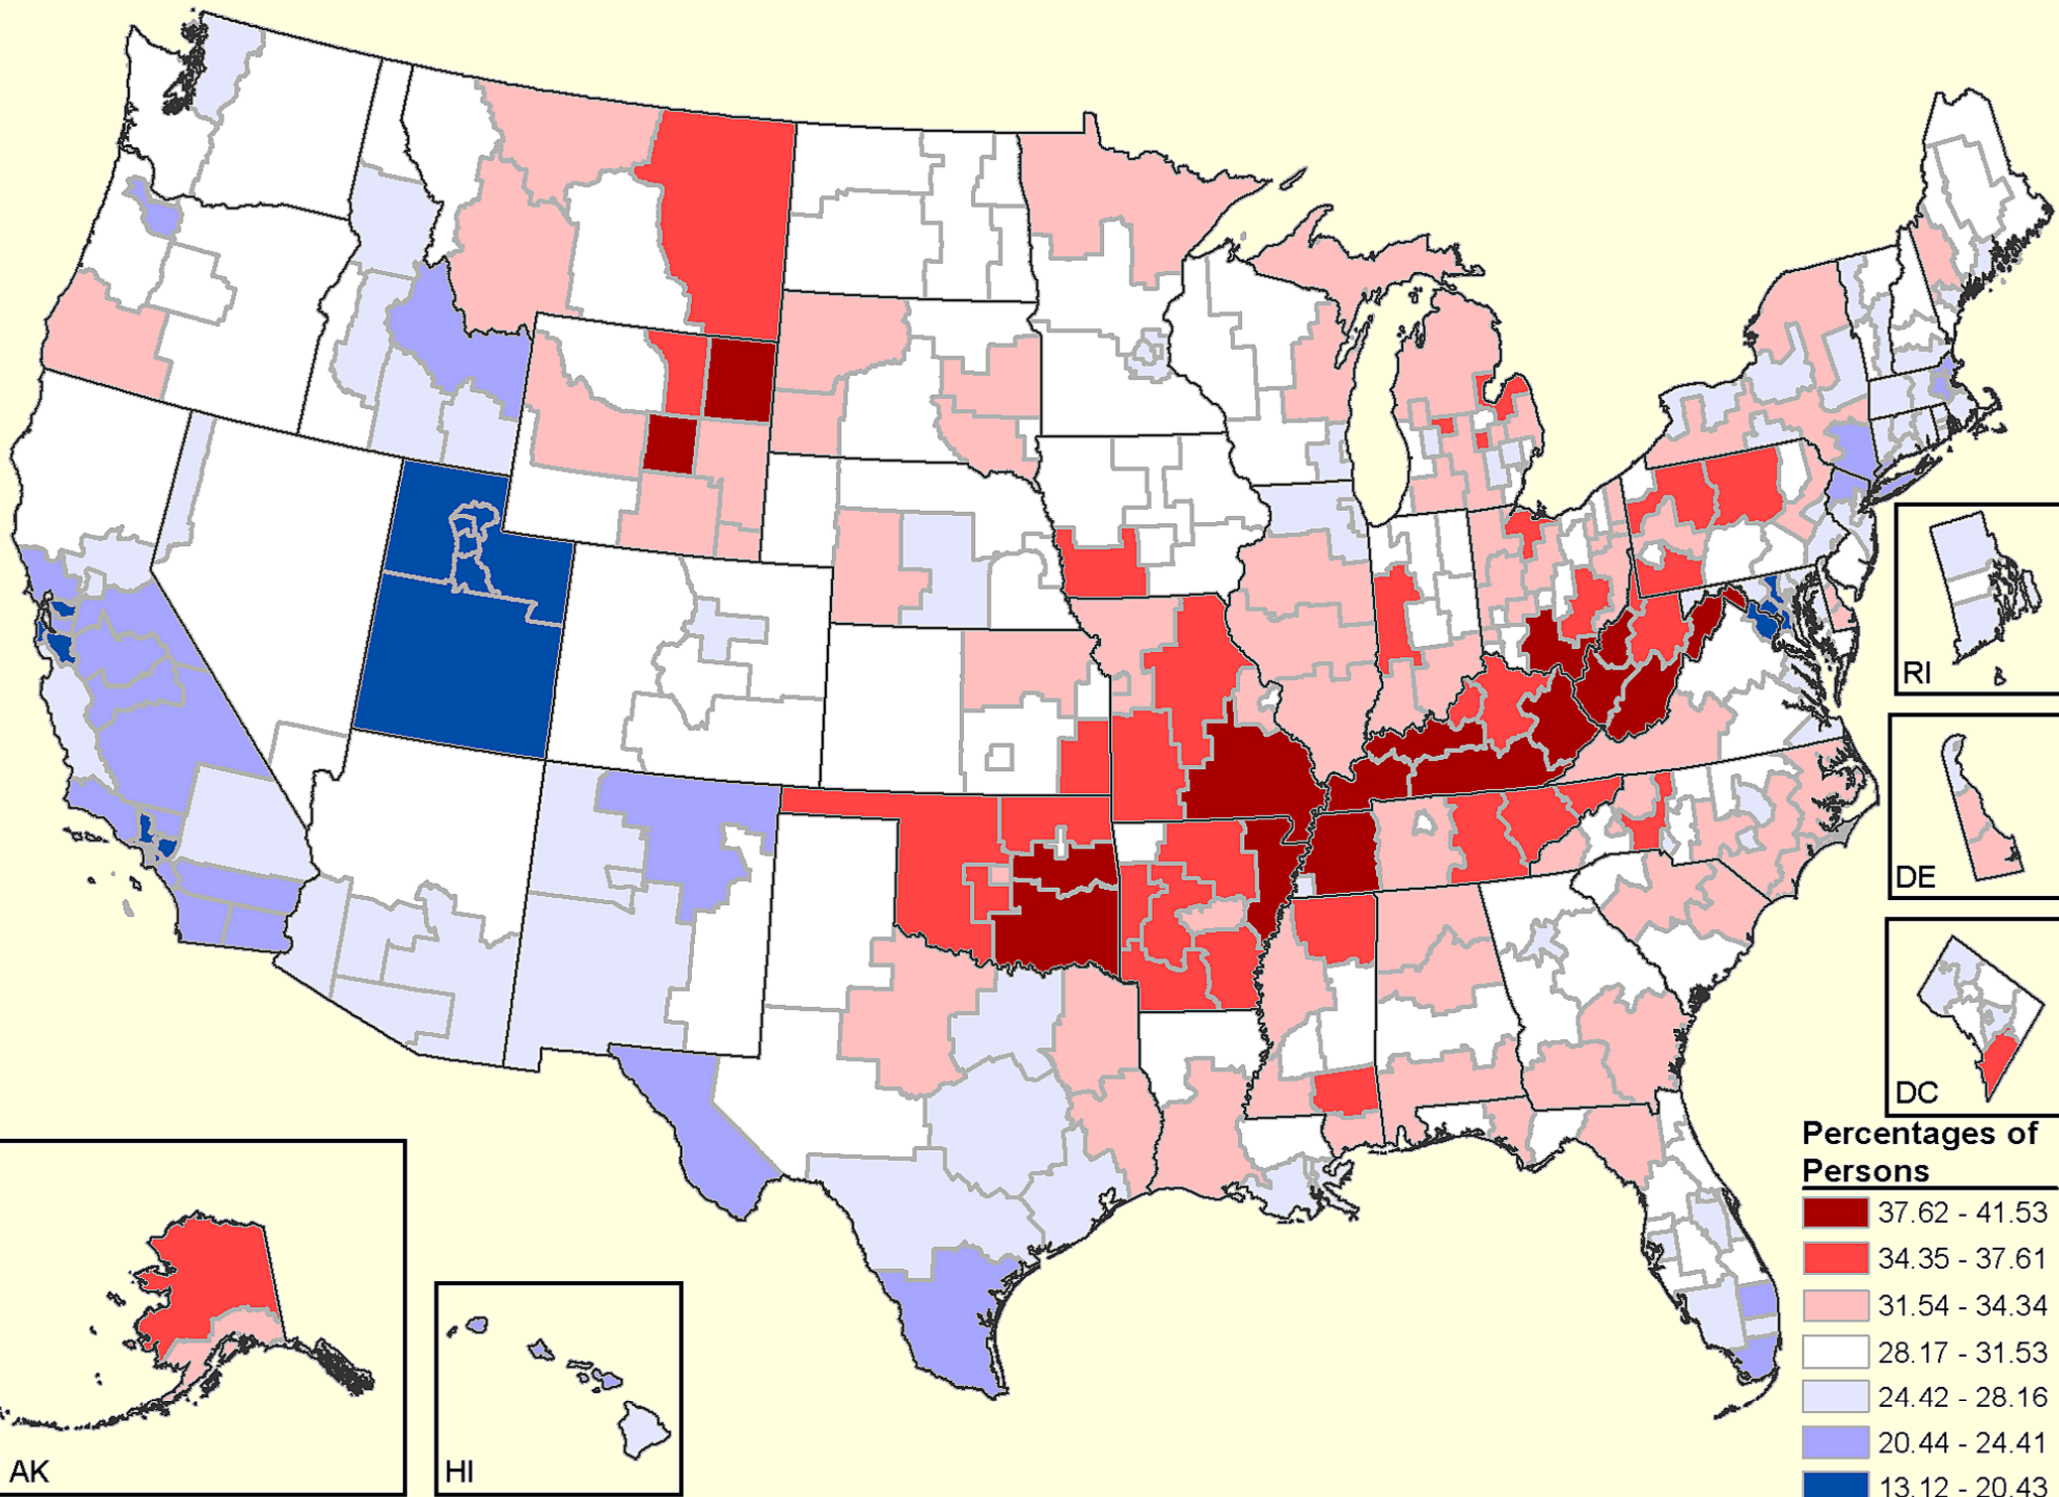 RI
DE
DC
AK
HI
Percentages of
Persons
37.62 - 41.53
34.35 - 37.61
31.54 - 34.34
28.17 - 31.53
24.42 - 28.16
20.44 - 24.41
13.12 - 20.43